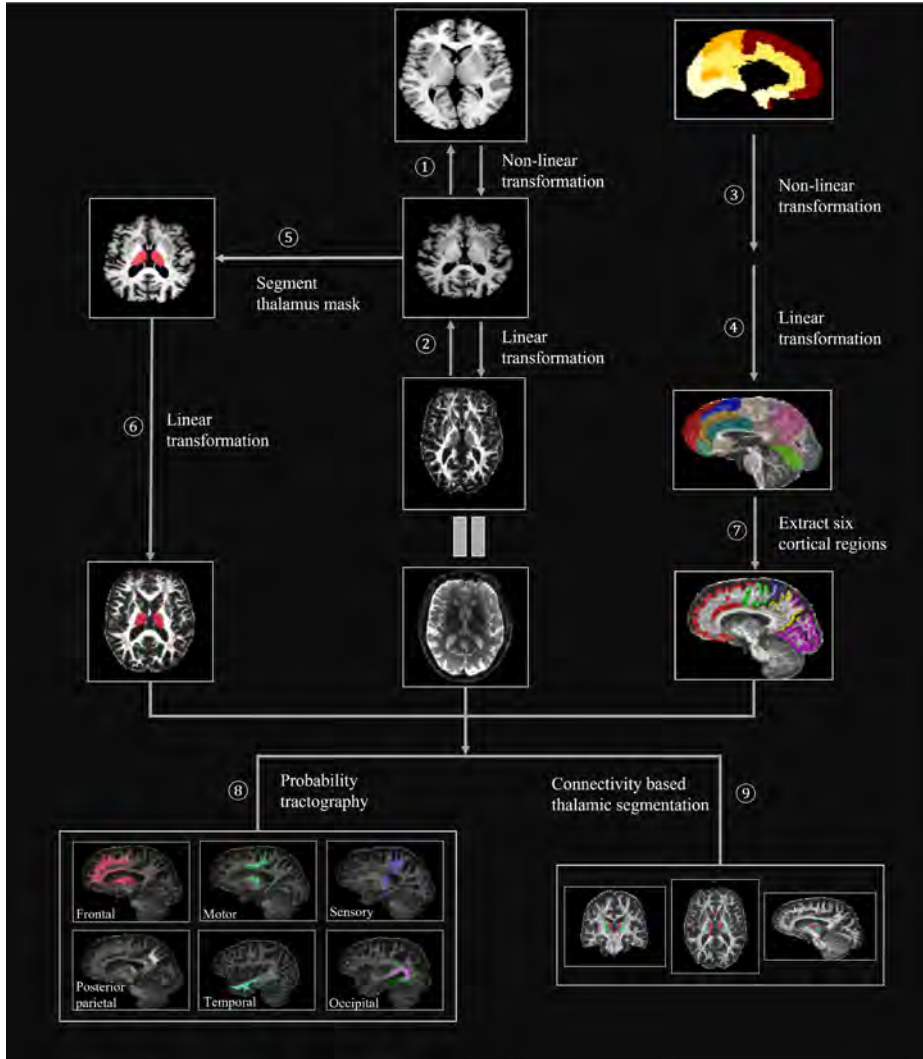 ①
Non-linear
transformation
③
Non-linear
transformation
⑤
Segment
thalamus mask
②
Linear
transformation
④
Linear
transformation
⑥
Linear
transformation
⑦
Extract six
cortical regions
⑧
Probability
tractography
Connectivity based
thalamic segmentation
⑨
Frontal
Motor
Sensory
Posterior
parietal
Temporal
Occipital